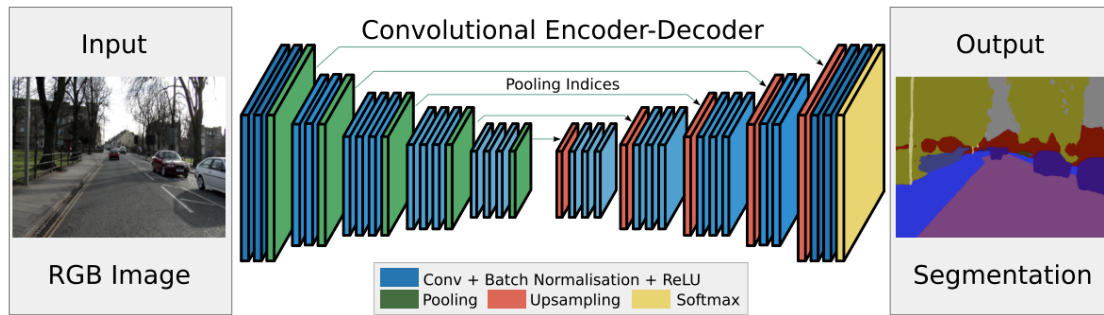 Input
RGB Image
Convolutional Encoder-Decoder
Pooling Indices
Conv + Batch Normalisation + ReLU
Pooling Upsampling Softmax
Output
Segmentation